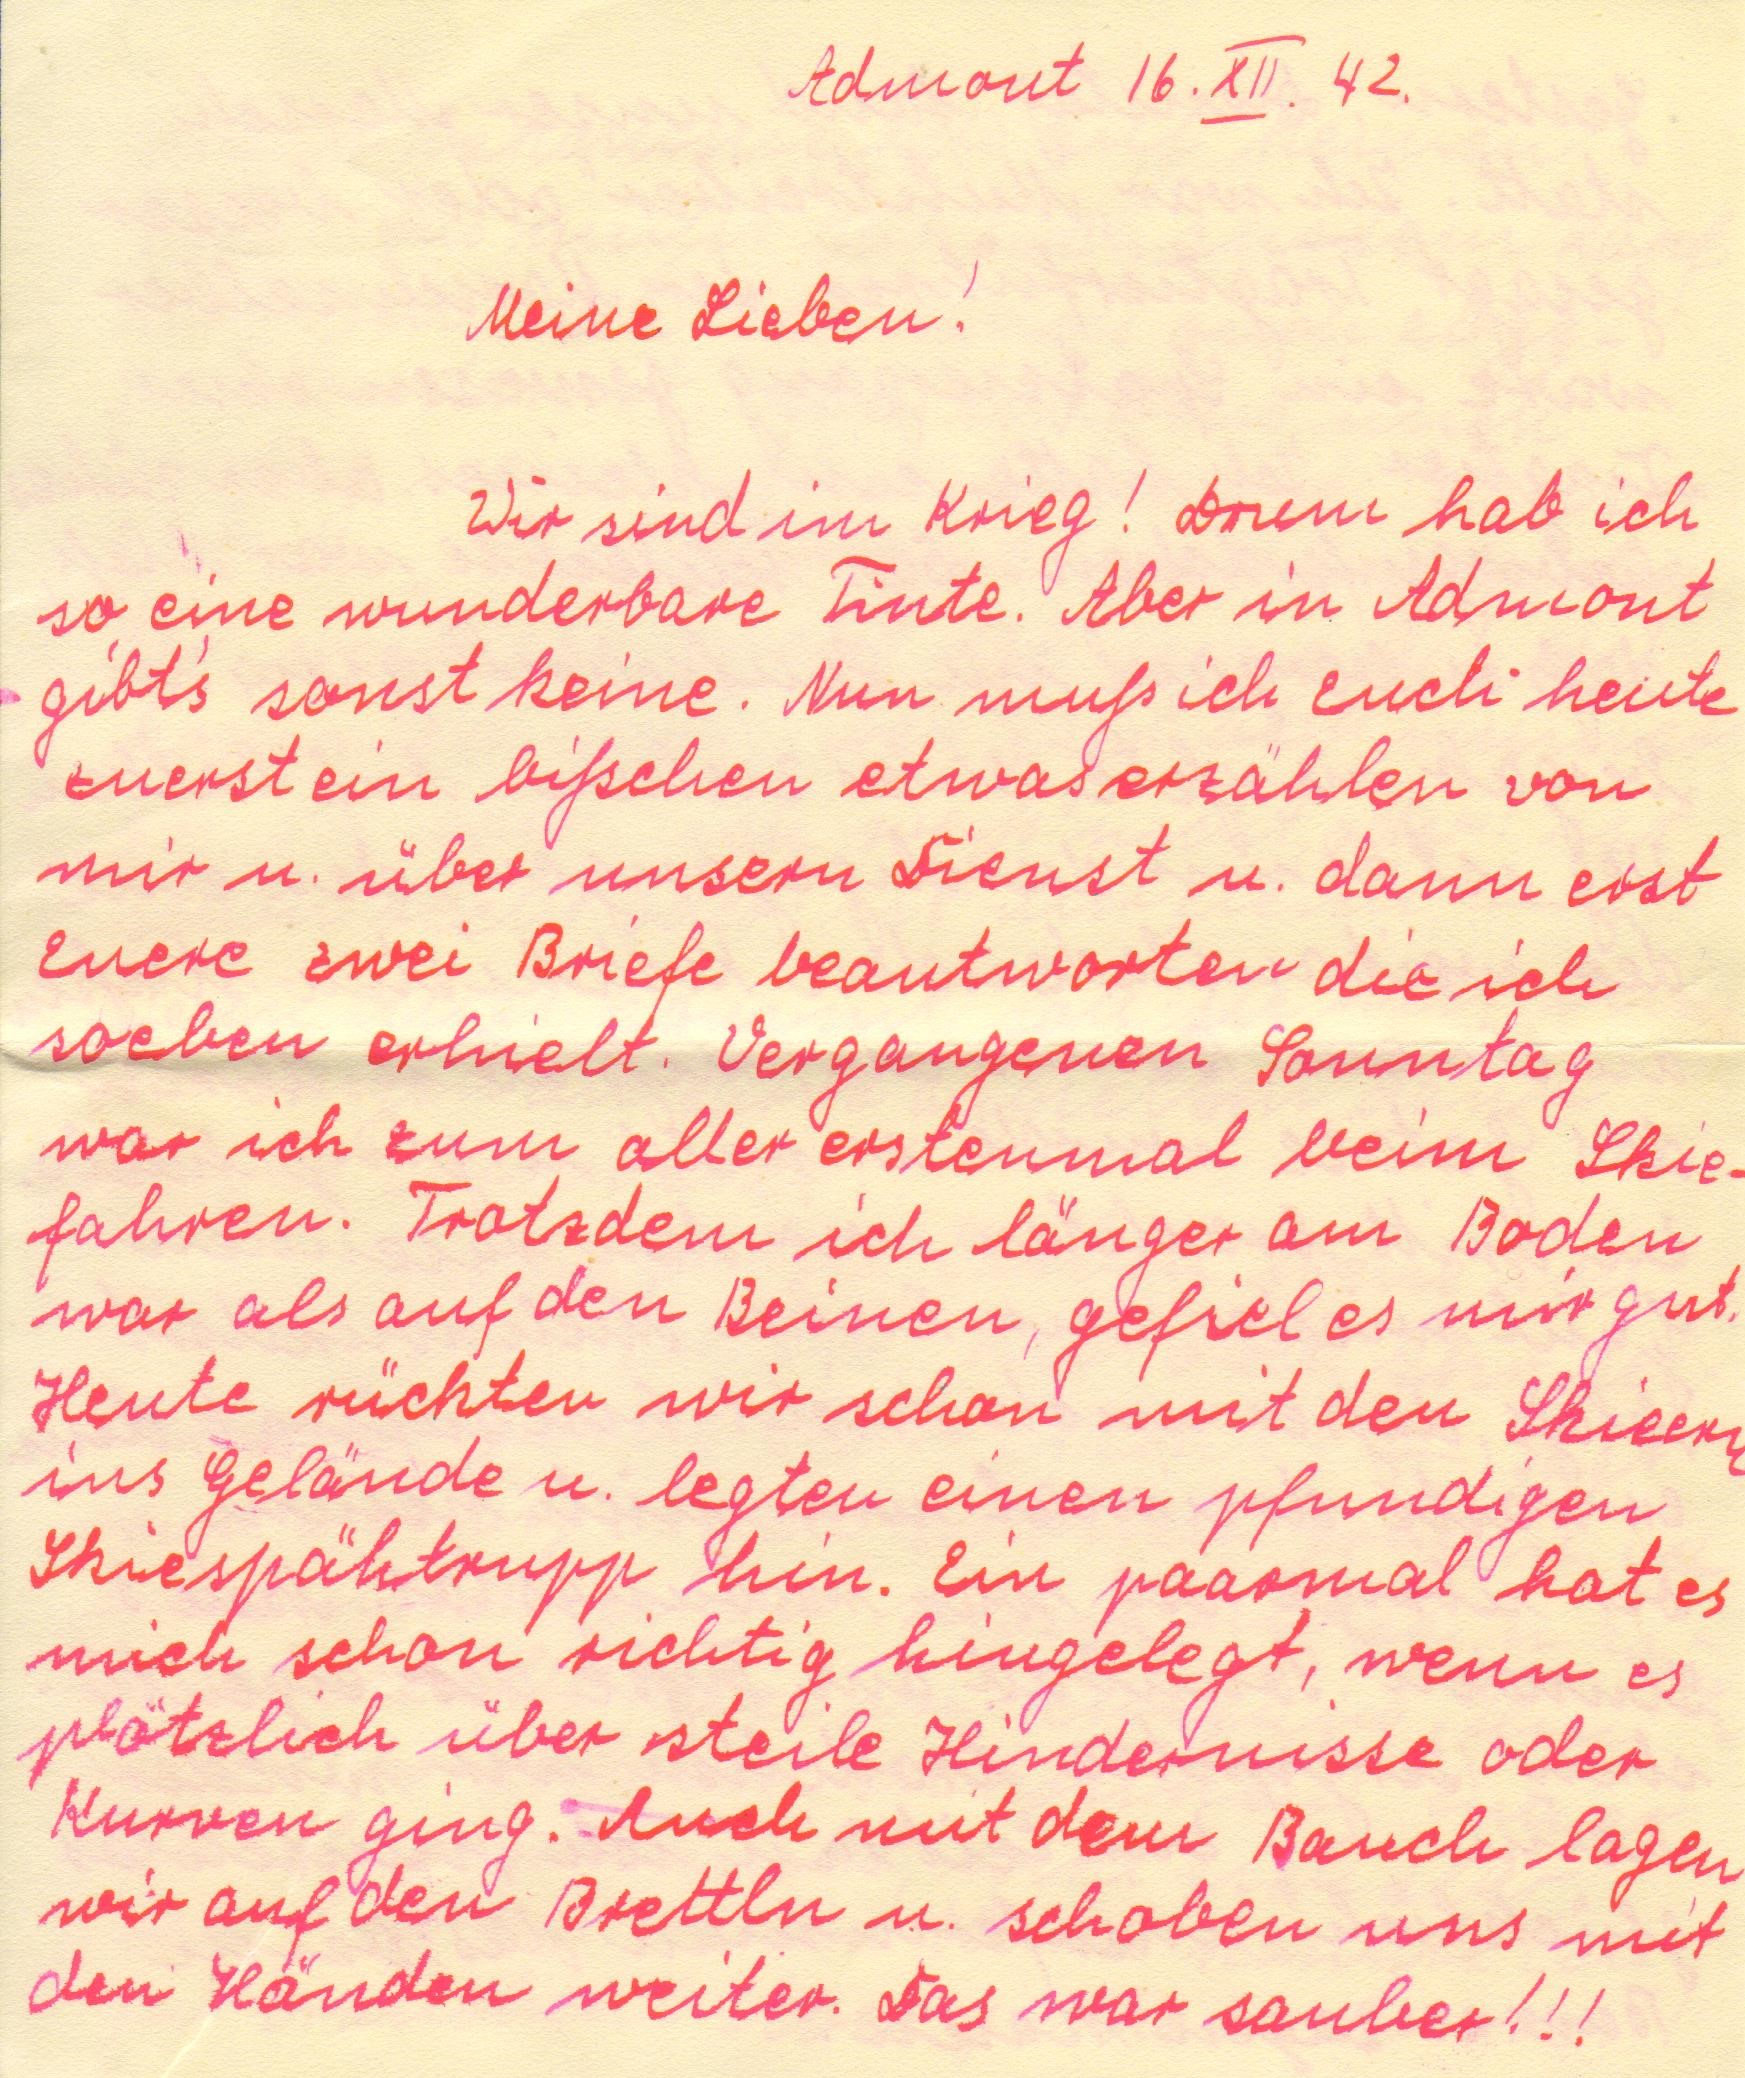 Admont 16. XII. 42.
Meine Lieben!
Wir sind im Krieg! Drum hab ich
so eine wunderbare Tinte. Aber in Admont
gibt's sonst keine. Nun muß ich Euch heute
zuerst ein bißchen etwas erzählen von
mir u. über unsern Dienst u. dann erst
Euere zwei Briefe beantworten die ich
soeben erhielt. Vergangenen Sonntag
war ich zum aller erstenmal beim Skie-
fahren. Trotzdem ich länger am Boden
war als auf den Beinen, gefiel es mir gut.
Heute rückten wir schon mit den Skieern
ins Gelände u. legten einen pfundigen
Skiespähtrupp hin. Ein paarmal hat es
mich schon richtig hingelegt, wenn es
plötzlich über steile Hindernisse oder
Kurven ging. Auch mit dem Bauch lagen
wir auf den Brettln u. schoben uns mit
den Händen weiter. Das war sauber!!!